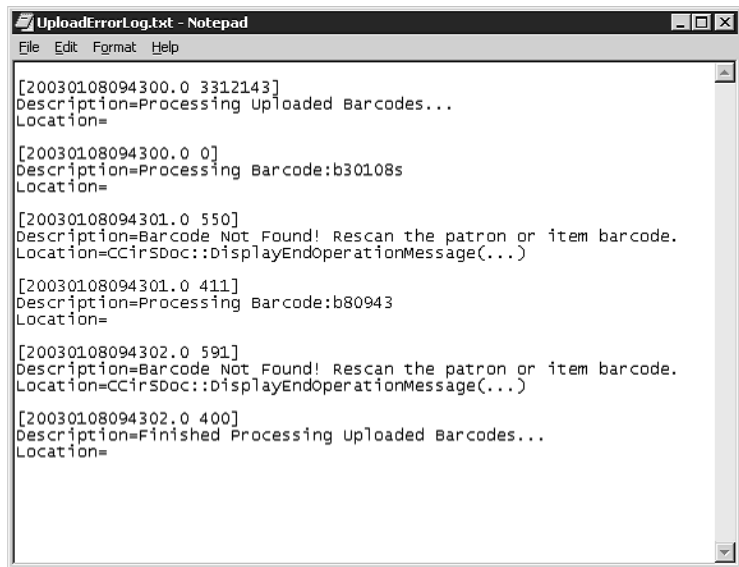 UploadErrorLog.txt - Notepad
File Edit Format Help
[20030108094300.0 3312143]
Description=Processing Uploaded Barcodes...
Location=
[20030108094300.0 0]
Description=Processing Barcode:b30108s
Location=
[20030108094301.0 550]
Description=Barcode Not Found! Rescan the patron or item barcode.
Location=CCirSDoc::DisplayEndOperationMessage(...)
[20030108094301.0 411]
Description=Processing Barcode:b80943
Location=
[20030108094302.0 591]
Description=Barcode Not Found! Rescan the patron or item barcode.
Location=CCirSDoc::DisplayEndOperationMessage(...)
[20030108094302.0 400]
Description=Finished Processing Uploaded Barcodes...
Location=